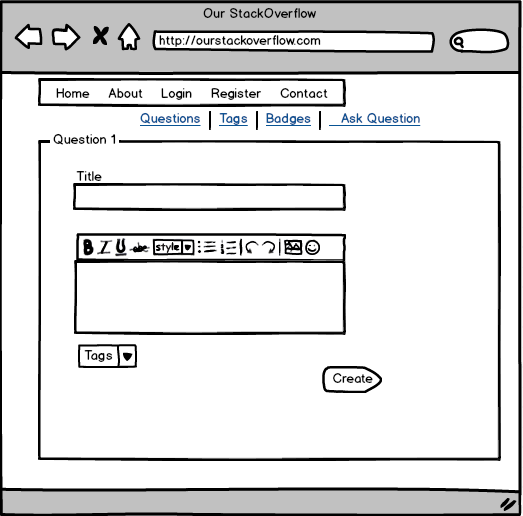 Our StackOverflow
http://ourstackoverflow.com
Home About Login Register Contact
Questions Tags Badges Ask Question
Question 1
Title
B I U abc style
Tags
Create